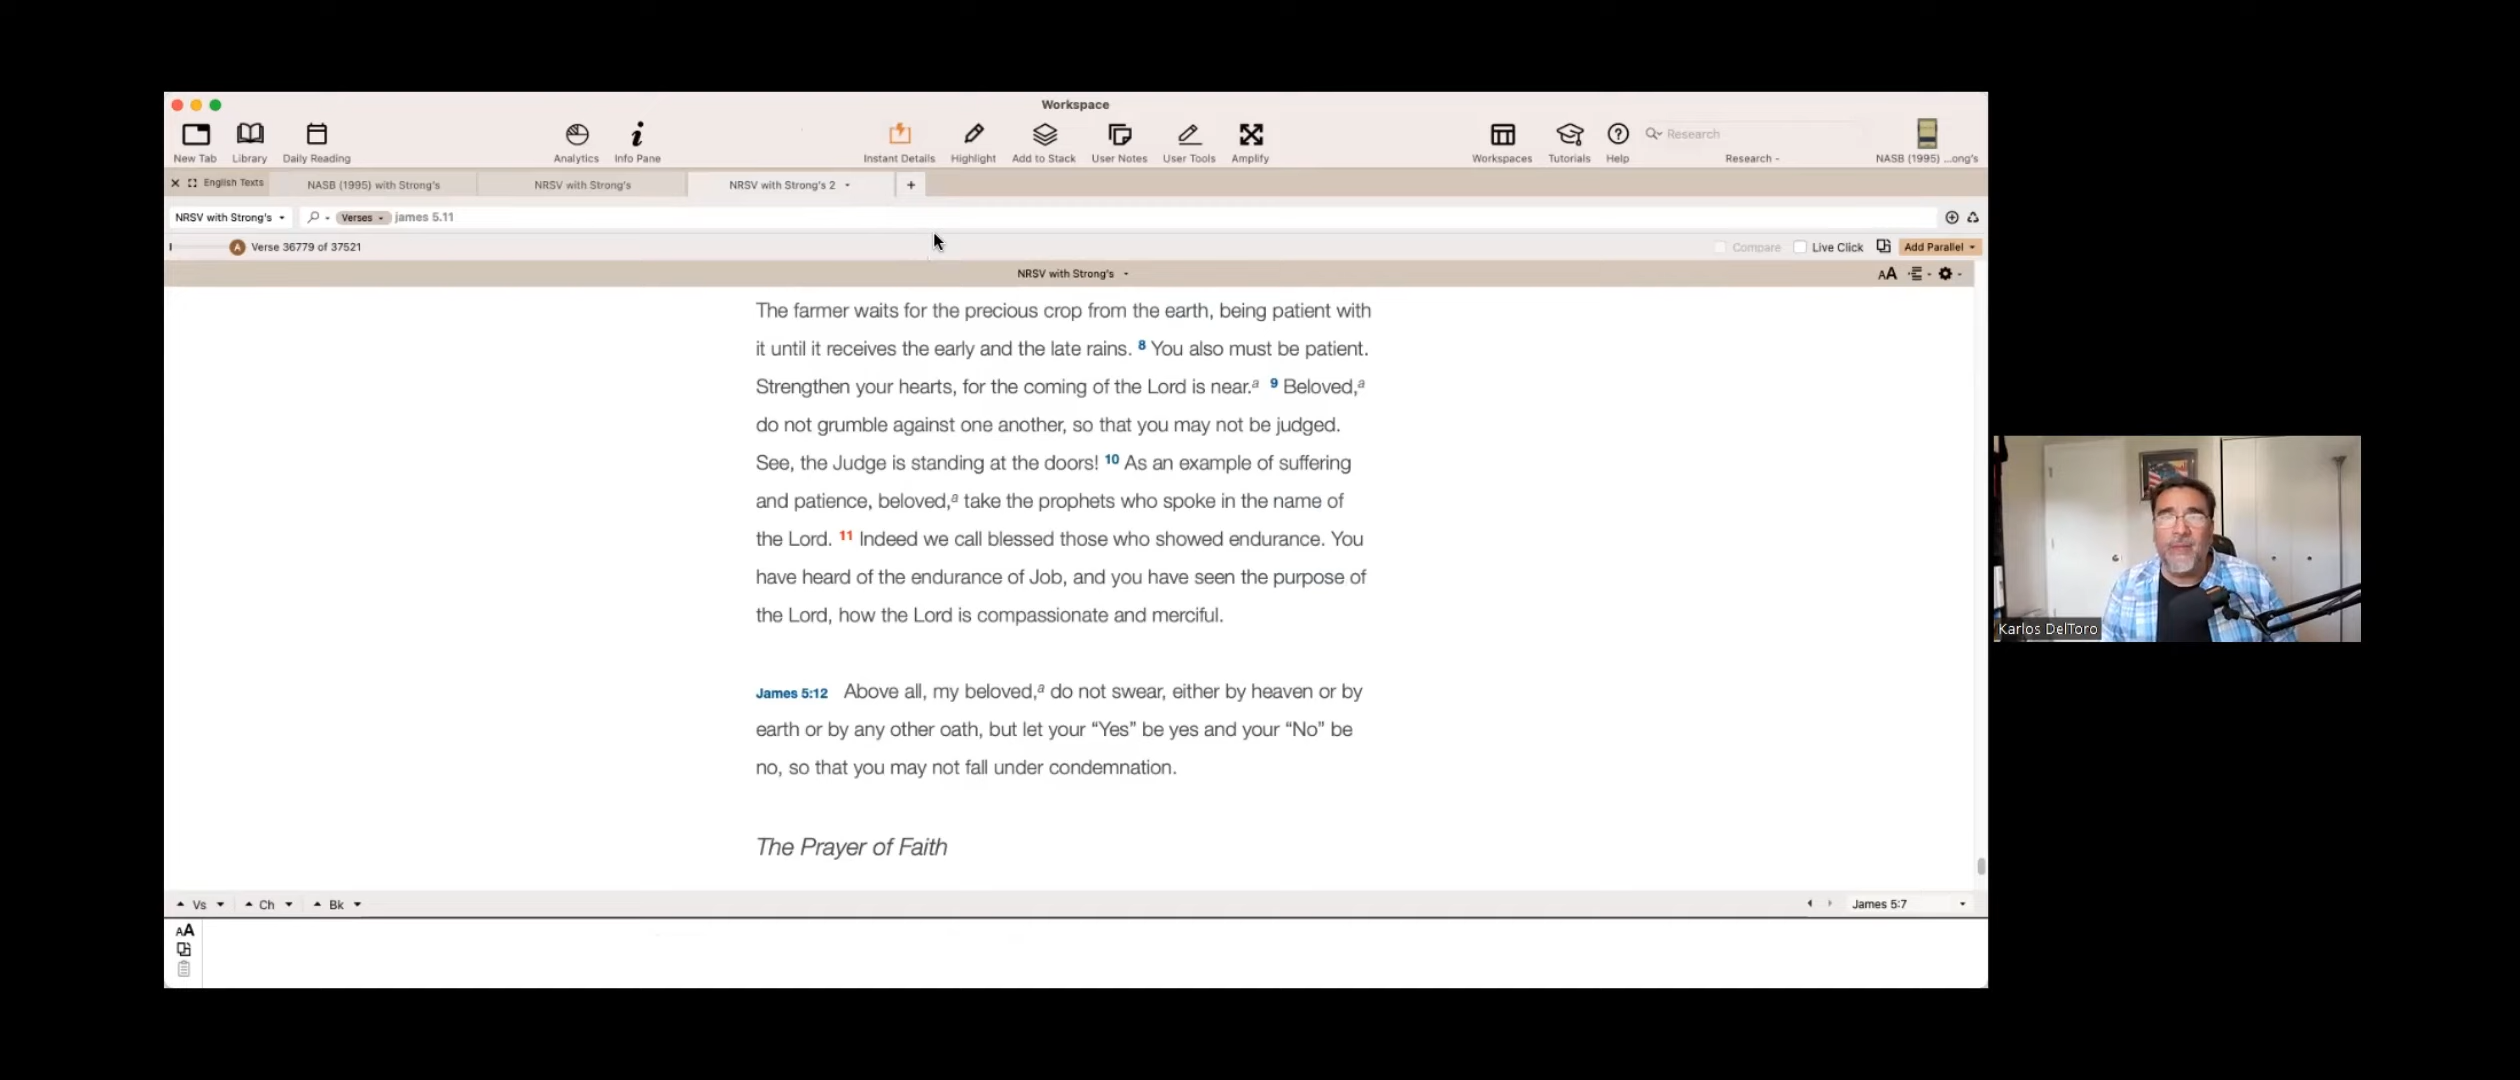 Workspace
New Tab Library Daily Reading Analytics Info Pane Instant Details Highlight Add to Stack User Notes User Tools Amplify Workspaces Tutorials Help Research Research NASB (1995) ...ong's
English Texts NASB (1995) with Strong's NRSV with Strong's NRSV with Strong's 2 +
NRSV with Strong's Verses james 5.11
A Verse 36779 of 37521 Compare Live Click Add Parallel
NRSV with Strong's AA
The farmer waits for the precious crop from the earth, being patient with
it until it receives the early and the late rains. 8 You also must be patient.
Strengthen your hearts, for the coming of the Lord is near.a 9 Beloved,a
do not grumble against one another, so that you may not be judged.
See, the Judge is standing at the doors! 10 As an example of suffering
and patience, beloved,a take the prophets who spoke in the name of
the Lord. 11 Indeed we call blessed those who showed endurance. You
have heard of the endurance of Job, and you have seen the purpose of
the Lord, how the Lord is compassionate and merciful.
James 5:12 Above all, my beloved,a do not swear, either by heaven or by
earth or by any other oath, but let your “Yes” be yes and your “No” be
no, so that you may not fall under condemnation.
The Prayer of Faith
Vs Ch Bk James 5:7
AA
Karlos DelToro